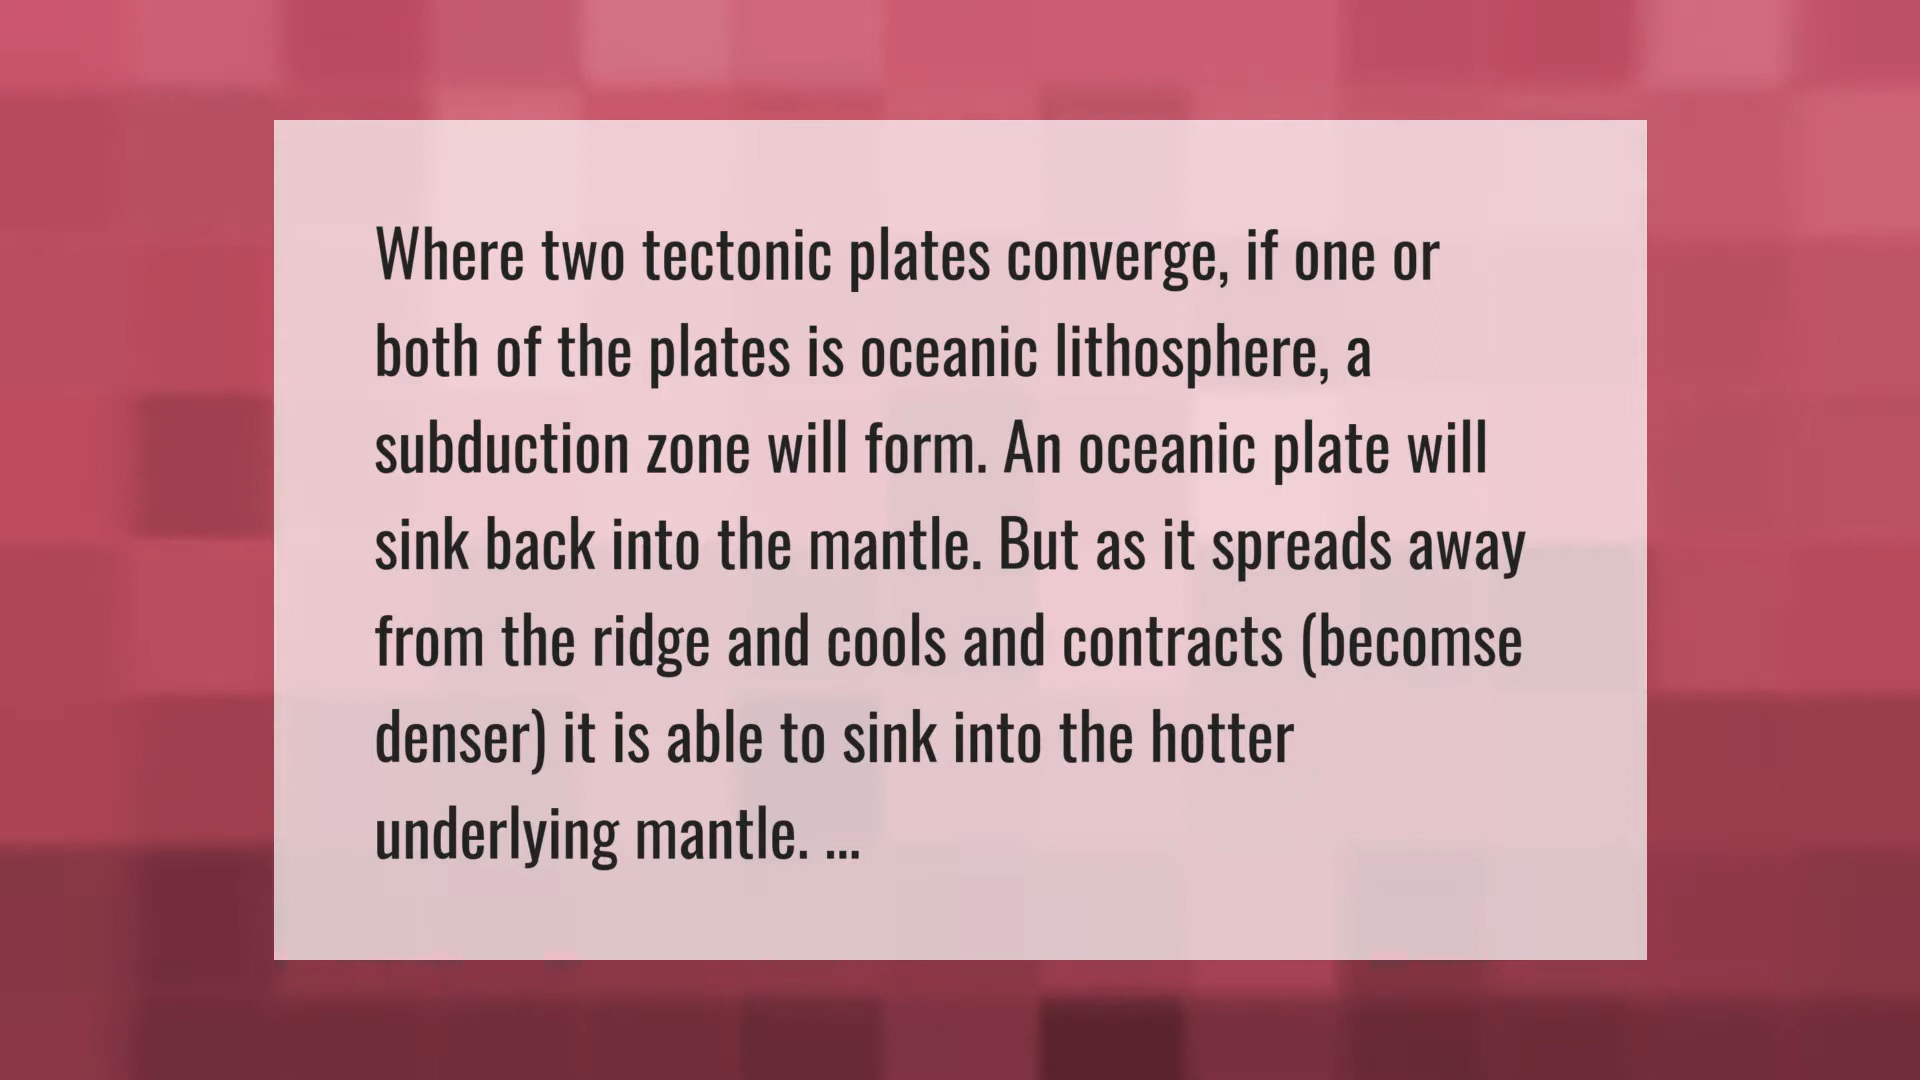 Where two tectonic plates converge, if one or
both of the plates is oceanic lithosphere, a
subduction zone will form. An oceanic plate will
sink back into the mantle. But as it spreads away
from the ridge and cools and contracts (becomse
denser) it is able to sink into the hotter
underlying mantle. ...